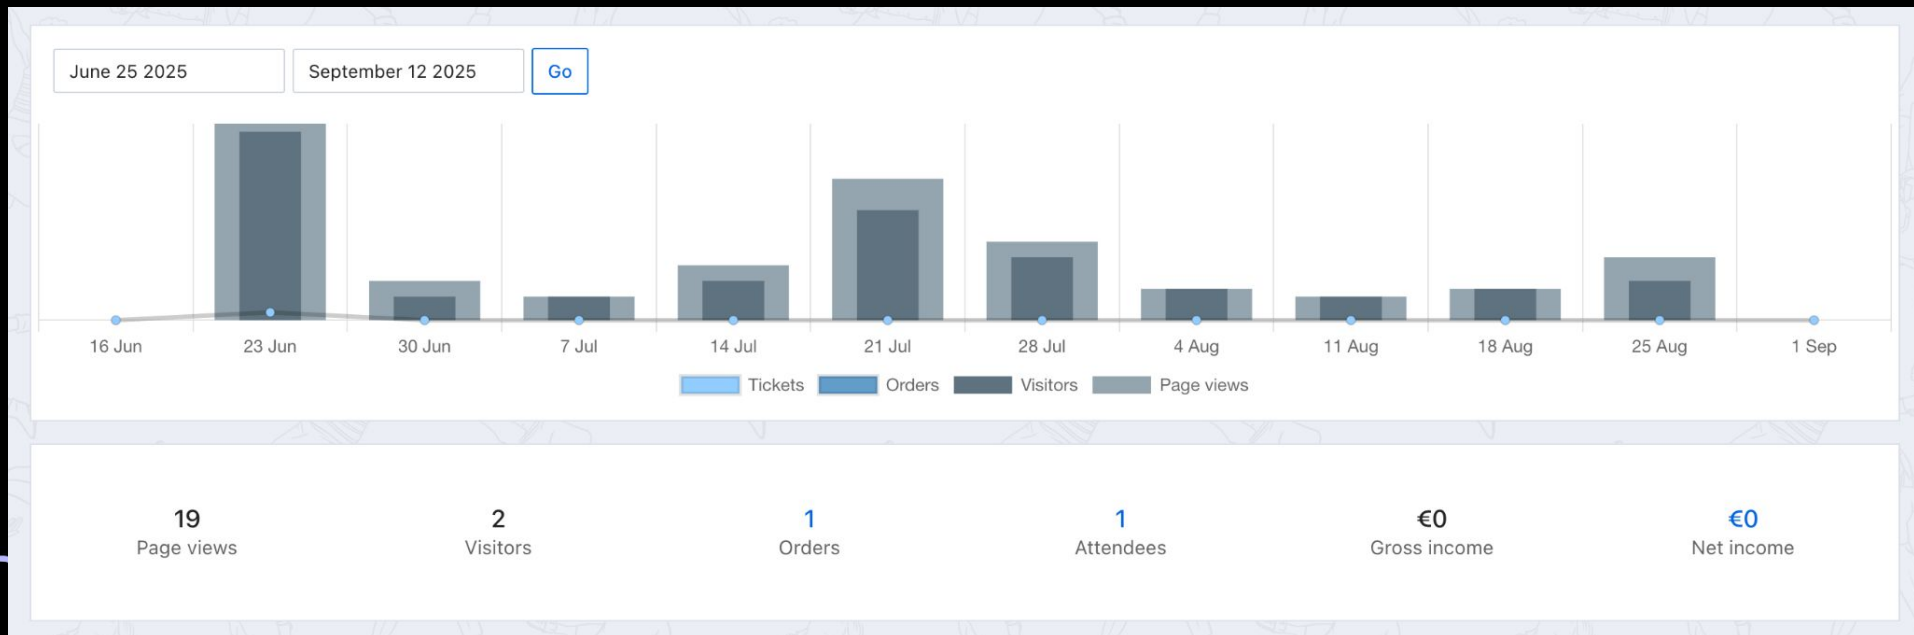 June 25 2025 September 12 2025 Go
16 Jun 23 Jun 30 Jun 7 Jul 14 Jul 21 Jul 28 Jul 4 Aug 11 Aug 18 Aug 25 Aug 1 Sep
Tickets Orders Visitors Page views
19 2 1 1 €0 €0
Page views Visitors Orders Attendees Gross income Net income